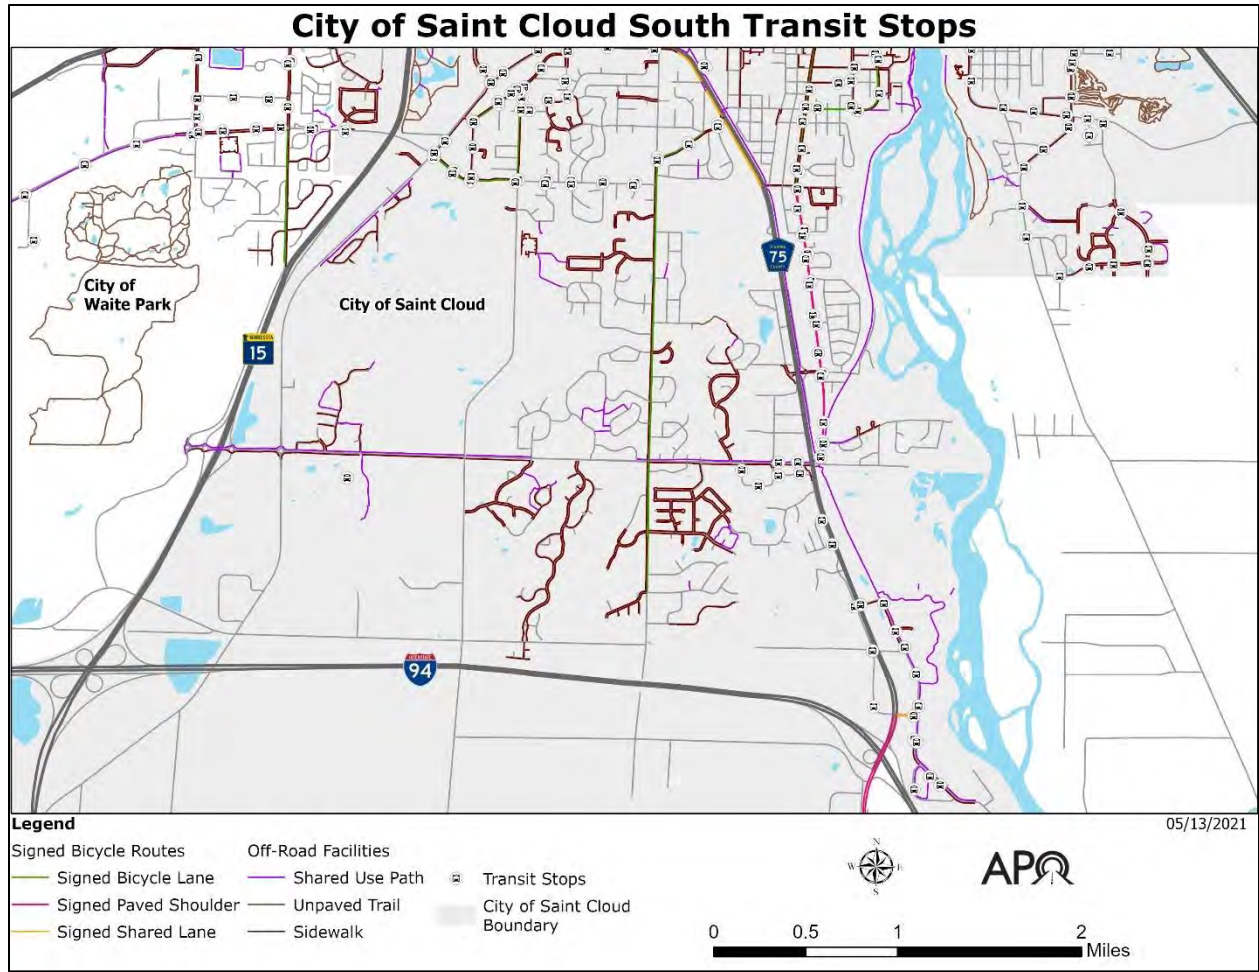 City of Saint Cloud South Transit Stops
City of
Waite Park
City of Saint Cloud
75
MINNESOTA
15
94
Legend
05/13/2021
Signed Bicycle Routes
Signed Bicycle Lane
Signed Paved Shoulder
Signed Shared Lane
Off-Road Facilities
Shared Use Path
Unpaved Trail
Sidewalk
Transit Stops
City of Saint Cloud
Boundary
N
W E
S
APO
0 0.5 1 2
Miles